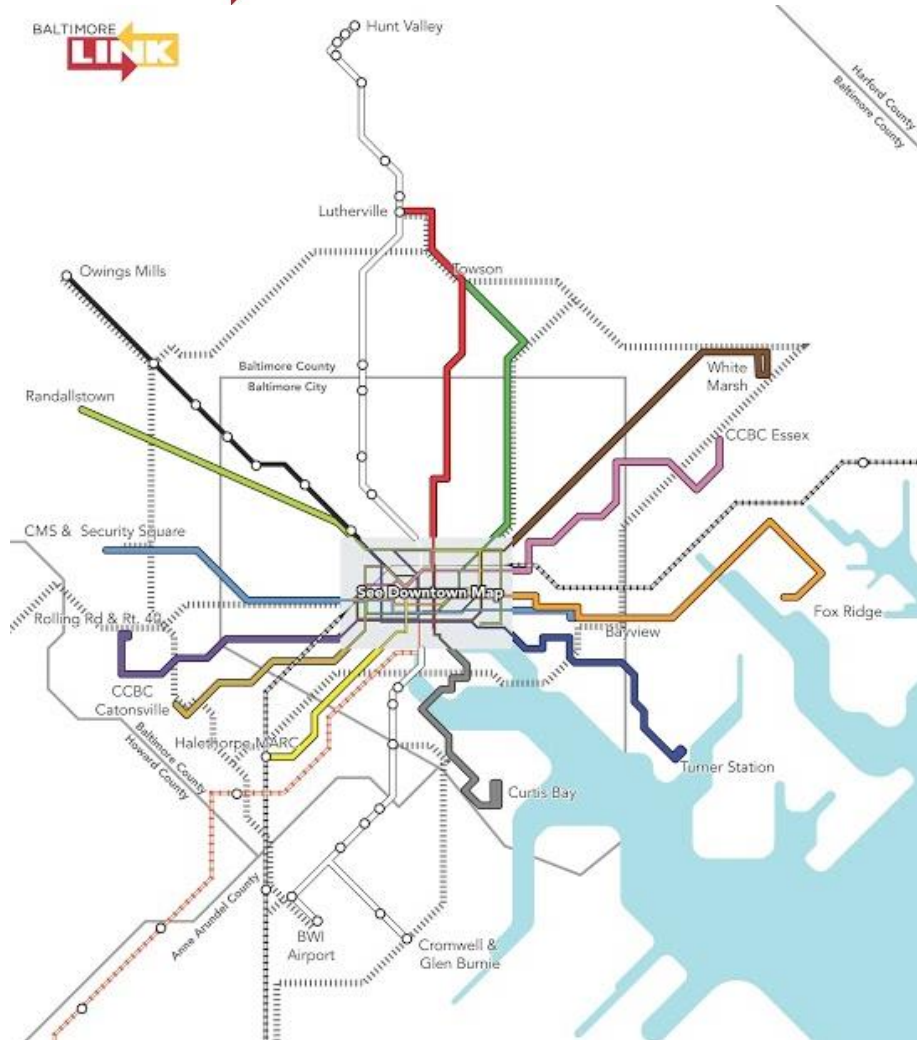 BALTIMORE
LINK
Hunt Valley
Harford County
Baltimore County
Lutherville
Owings Mills
Towson
Baltimore County
Baltimore City
White
Marsh
Randallstown
CCBC Essex
CMS & Security Square
See Downtown Map
Fox Ridge
Rolling Rd & Rt. 40
Bayview
CCBC
Catonsville
Baltimore County
Howard County
Halethorpe MARC
Turner Station
Curtis Bay
Anne Arundel County
BWI
Airport
Cromwell &
Glen Burnie